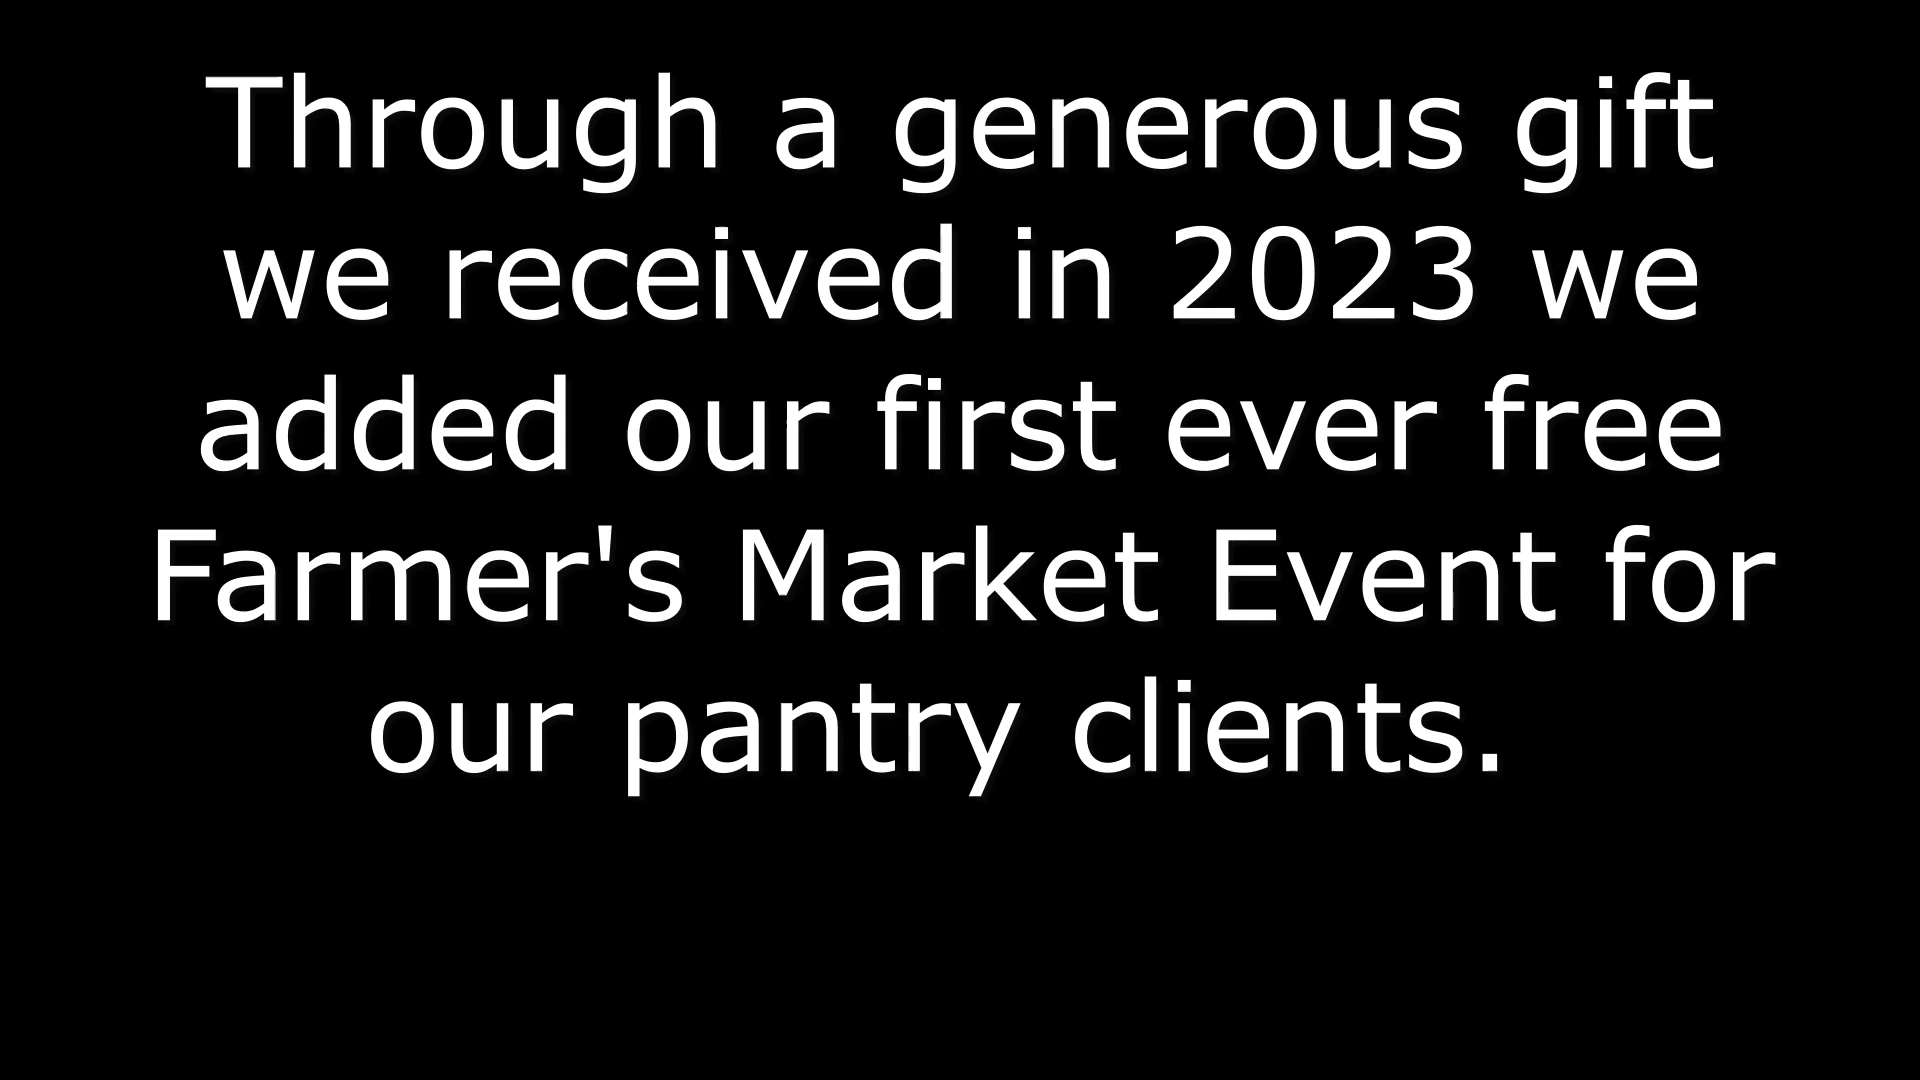 Through a generous gift
we received in 2023 we
added our first ever free
Farmer's Market Event for
our pantry clients.